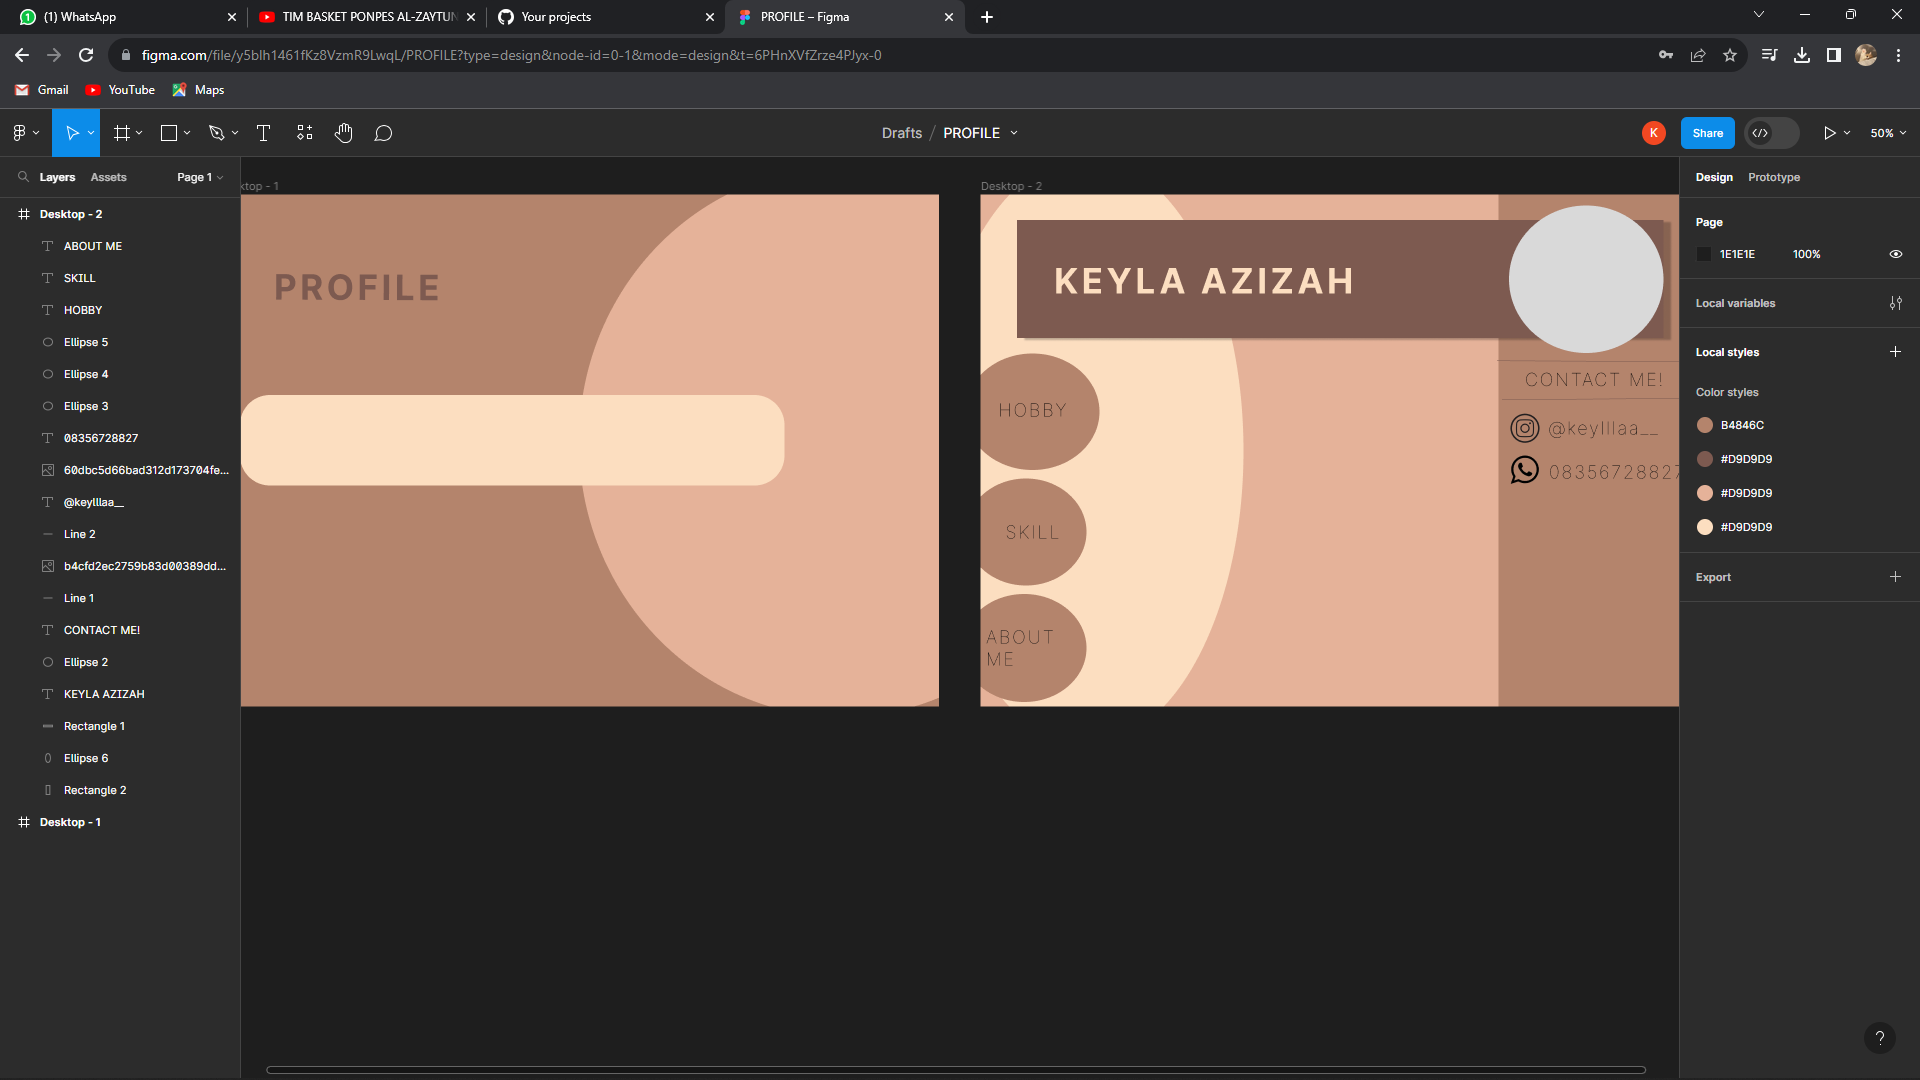 (1) WhatsApp
TIM BASKET PONPES AL-ZAYTUN
Your projects
PROFILE – Figma
figma.com/file/y5blh1461fKz8VzmR9LwqL/PROFILE?type=design&node-id=0-1&mode=design&t=6PHnXVfZrze4PJyx-0
Gmail
YouTube
Maps
Drafts / PROFILE
K
Share
50%
Layers
Assets
Page 1
Desktop - 2
ABOUT ME
SKILL
HOBBY
Ellipse 5
Ellipse 4
Ellipse 3
08356728827
60dbc5d66bad312d173704fe...
@keylllaa__
Line 2
b4cfd2ec2759b83d00389dd...
Line 1
CONTACT ME!
Ellipse 2
KEYLA AZIZAH
Rectangle 1
Ellipse 6
Rectangle 2
Desktop - 1
ktop - 1
PROFILE
Desktop - 2
KEYLA AZIZAH
CONTACT ME!
@keylllaa__
08356728827
HOBBY
SKILL
ABOUT
ME
Design
Prototype
Page
1E1E1E
100%
Local variables
Local styles
Color styles
B4846C
#D9D9D9
#D9D9D9
#D9D9D9
Export
?